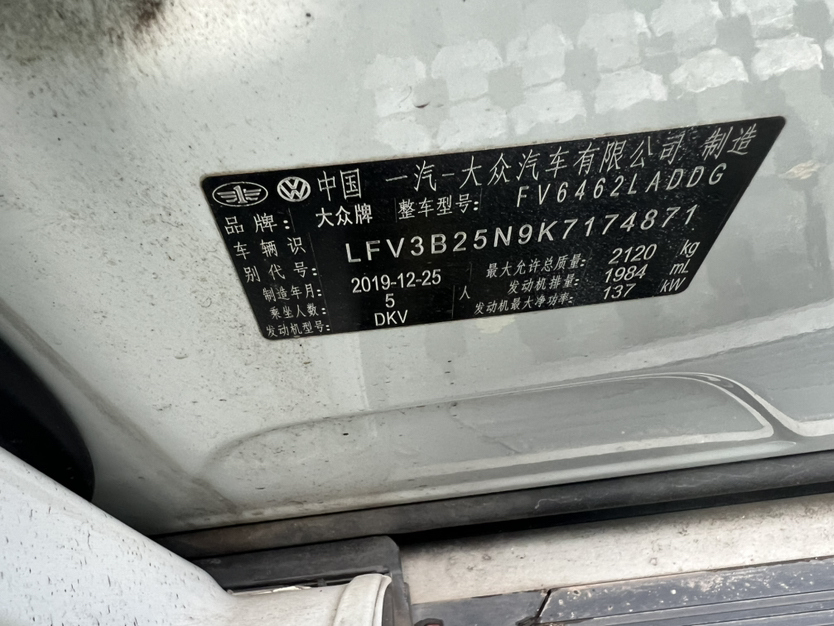 中国 一汽-大众汽车有限公司 制造
品牌: 大众牌 整车型号: FV6462LADDG
车辆识别代号: LFV3B25N9K7174871
制造年月: 2019-12-25 最大允许总质量: 2120 kg
乘坐人数: 5 人 发动机排量: 1984 mL
发动机型号: DKV 发动机最大净功率: 137 kW